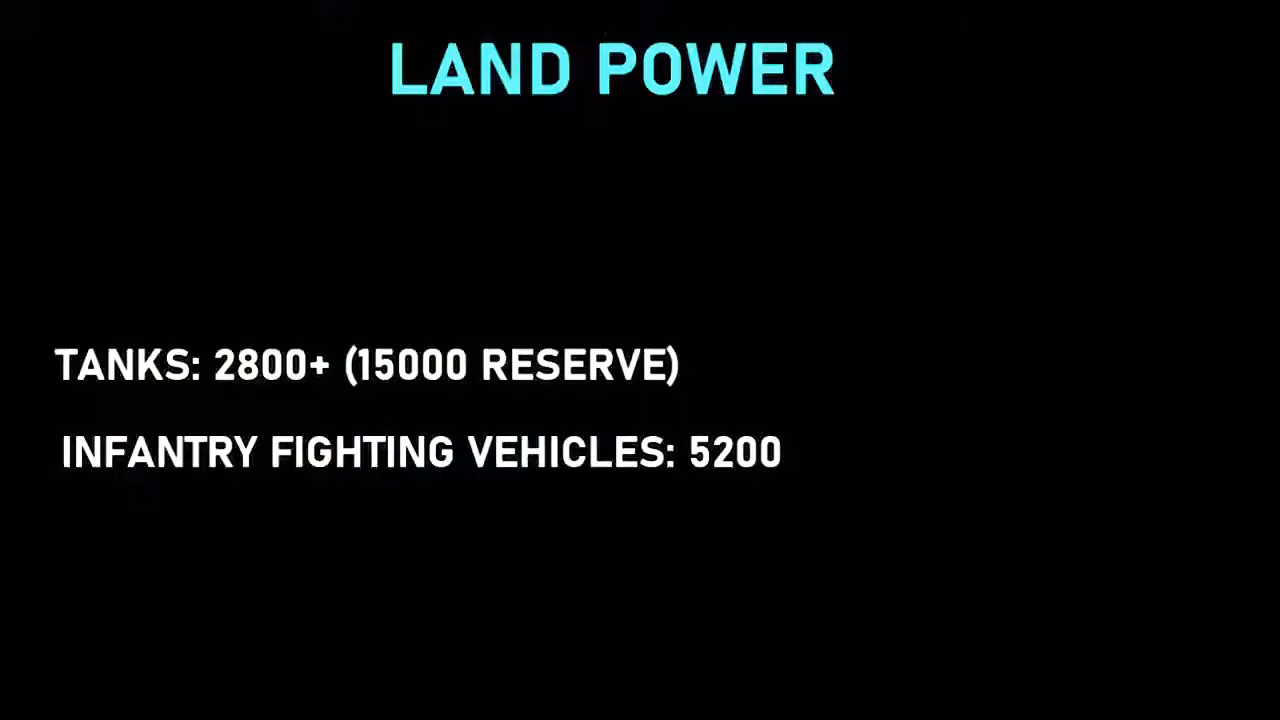 LAND POWER
TANKS: 2800+ (15000 RESERVE)
INFANTRY FIGHTING VEHICLES: 5200